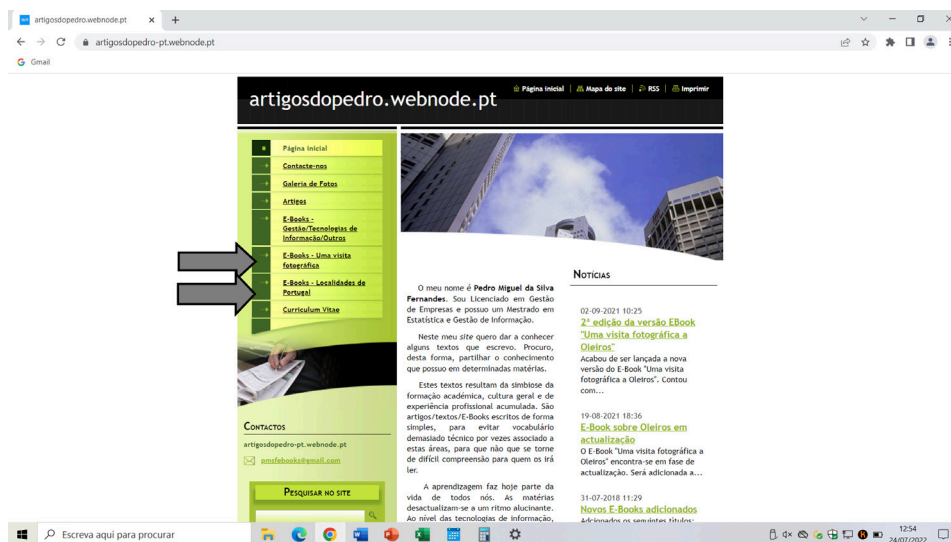 artigosdopedro.webnode.pt
artigosdopedro-pt.webnode.pt
Gmail
artigosdopedro.webnode.pt
Página inicial | Mapa do site | RSS | Imprimir
Página inicial
Contacte-nos
Galeria de Fotos
Artigos
E-Books -
Gestão/Tecnologias de
Informação/Outros
E-Books - Uma visita
fotográfica
E-Books - Localidades de
Portugal
Curriculum Vitae
CONTACTOS
artigosdopedro-pt.webnode.pt
pmsfebooks@gmail.com
PESQUISAR NO SITE
O meu nome é Pedro Miguel da Silva
Fernandes. Sou Licenciado em Gestão
de Empresas e possuo um Mestrado em
Estatística e Gestão de Informação.
Neste meu site quero dar a conhecer
alguns textos que escrevo. Procuro,
desta forma, partilhar o conhecimento
que possuo em determinadas matérias.
Estes textos resultam da simbiose da
formação académica, cultura geral e de
experiência profissional acumulada. São
artigos/textos/E-Books escritos de forma
simples, para evitar vocabulário
demasiado técnico por vezes associado a
estas áreas, para que não que se torne
de difícil compreensão para quem os irá
ler.
A aprendizagem faz hoje parte da
vida de todos nós. As matérias
desactualizam-se a um ritmo alucinante.
Ao nível das tecnologias de informação,
NOTÍCIAS
02-09-2021 10:25
2ª edição da versão EBook
"Uma visita fotográfica a
Oleiros"
Acabou de ser lançada a nova
versão do E-Book "Uma visita
fotográfica a Oleiros". Contou
com...
19-08-2021 18:36
E-Book sobre Oleiros em
actualização
O E-Book "Uma visita fotográfica a
Oleiros" encontra-se em fase de
actualização. Será adicionada a...
31-07-2018 11:29
Novos E-Books adicionados
Adicionados os seguintes títulos:
Escreva aqui para procurar
12:54
24/07/2022